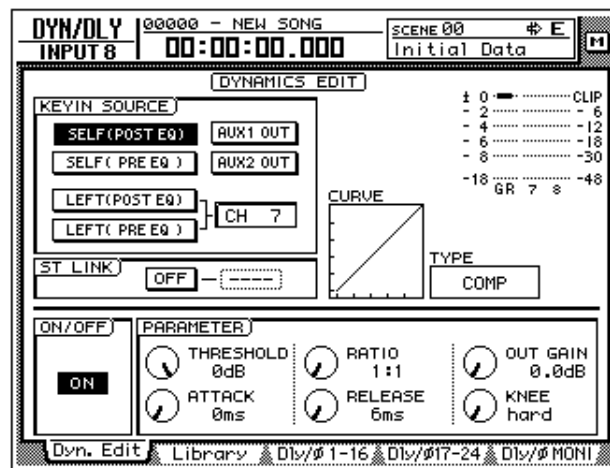 DYN/DLY
INPUT 8
00000 - NEW SONG
00:00:00.000
SCENE 00 E
Initial Data
M
DYNAMICS EDIT
KEYIN SOURCE
SELF(POST EQ) AUX1 OUT
SELF( PRE EQ ) AUX2 OUT
LEFT(POST EQ)
LEFT( PRE EQ )
CH 7
ST LINK
OFF - ----
CURVE
± 0 CLIP
- 2 - 6
- 4 -12
- 6 -18
- 8 -30
-18 -48
GR 7 8
TYPE
COMP
ON/OFF
ON
PARAMETER
THRESHOLD RATIO OUT GAIN
0dB 1:1 0.0dB
ATTACK RELEASE KNEE
0ms 6ms hard
Dyn. Edit Library Dly/Ø 1-16 Dly/Ø17-24 Dly/Ø MONI